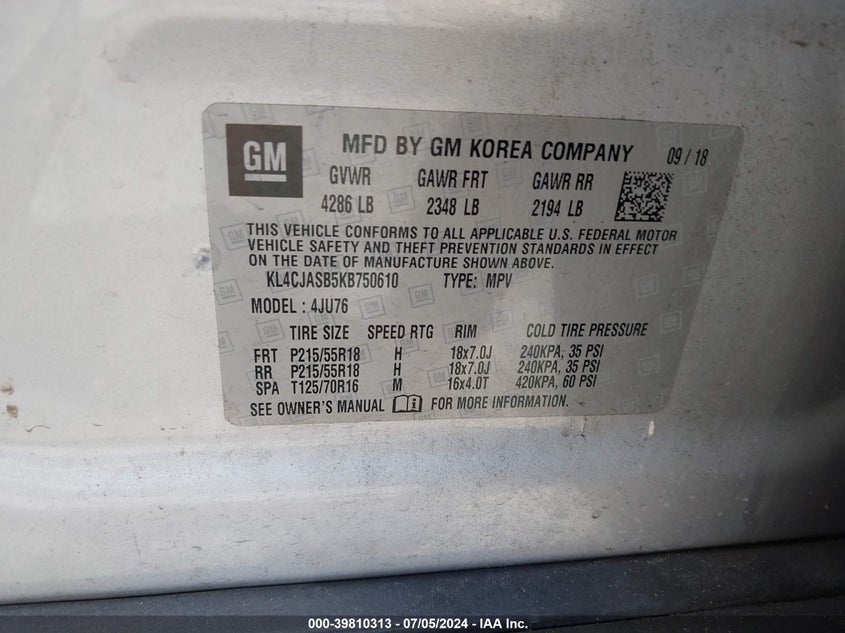 GM
MFD BY GM KOREA COMPANY 09 / 18
GVWR GAWR FRT GAWR RR
4286 LB 2348 LB 2194 LB
THIS VEHICLE CONFORMS TO ALL APPLICABLE U.S. FEDERAL MOTOR
VEHICLE SAFETY AND THEFT PREVENTION STANDARDS IN EFFECT
ON THE DATE OF MANUFACTURE SHOWN ABOVE.
KL4CJASB5KB750610 TYPE: MPV
MODEL : 4JU76
TIRE SIZE SPEED RTG RIM COLD TIRE PRESSURE
FRT P215/55R18 H 18x7.0J 240KPA, 35 PSI
RR P215/55R18 H 18x7.0J 240KPA, 35 PSI
SPA T125/70R16 M 16x4.0T 420KPA, 60 PSI
SEE OWNER'S MANUAL FOR MORE INFORMATION.
000-39810313 - 07/05/2024 - IAA Inc.